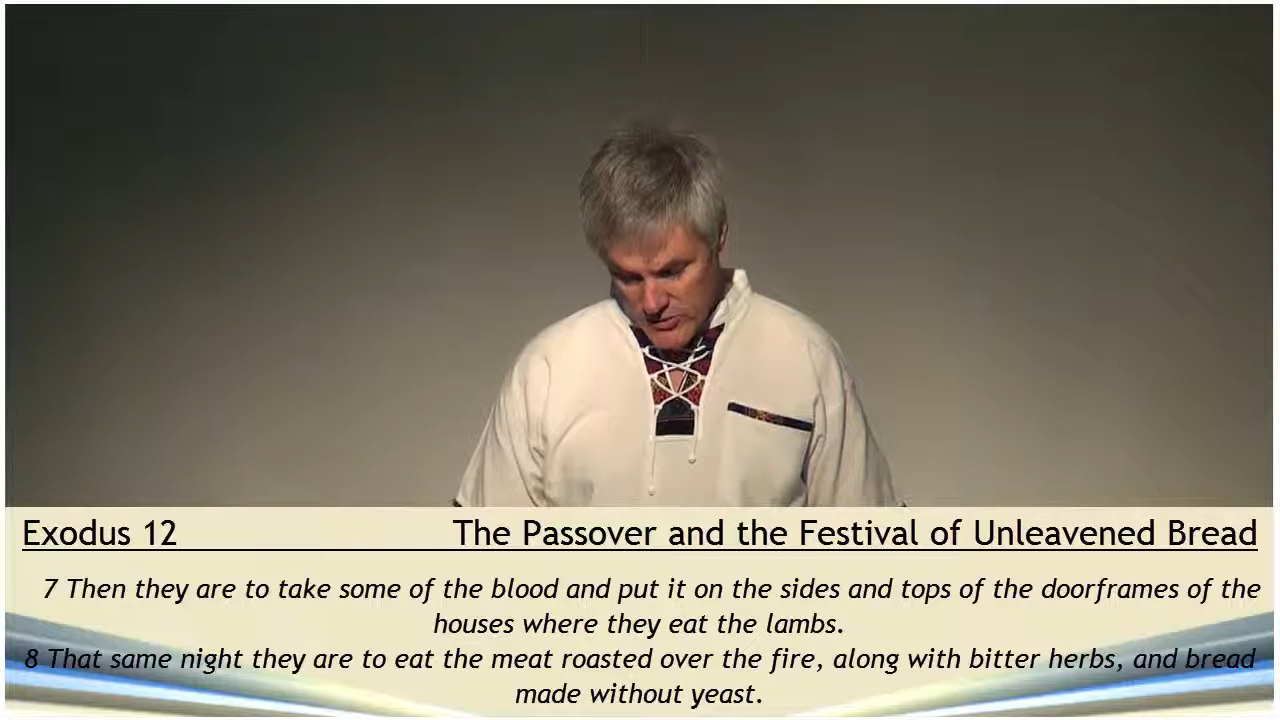 Exodus 12 The Passover and the Festival of Unleavened Bread
7 Then they are to take some of the blood and put it on the sides and tops of the doorframes of the
houses where they eat the lambs.
8 That same night they are to eat the meat roasted over the fire, along with bitter herbs, and bread
made without yeast.